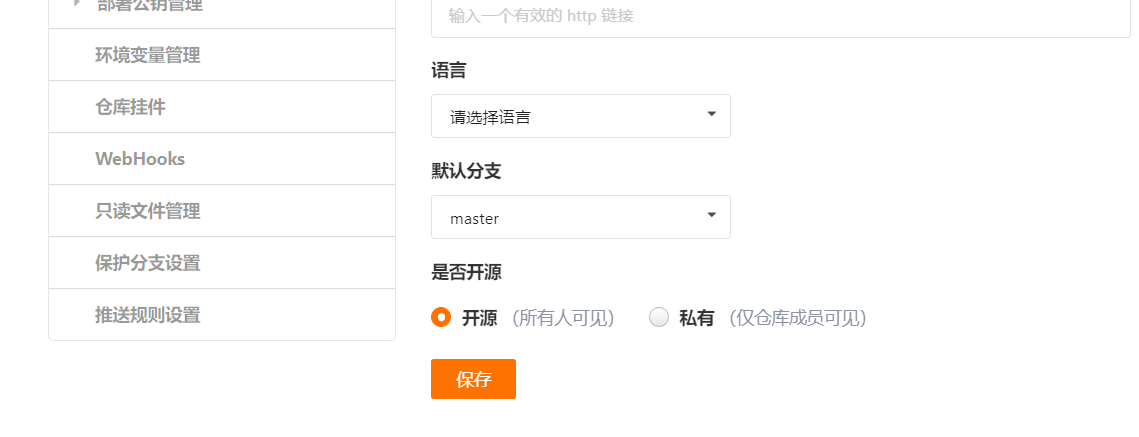 部署公钥管理
环境变量管理
仓库挂件
WebHooks
只读文件管理
保护分支设置
推送规则设置
输入一个有效的 http 链接
语言
请选择语言
默认分支
master
是否开源
开源 （所有人可见） 私有 （仅仓库成员可见）
保存